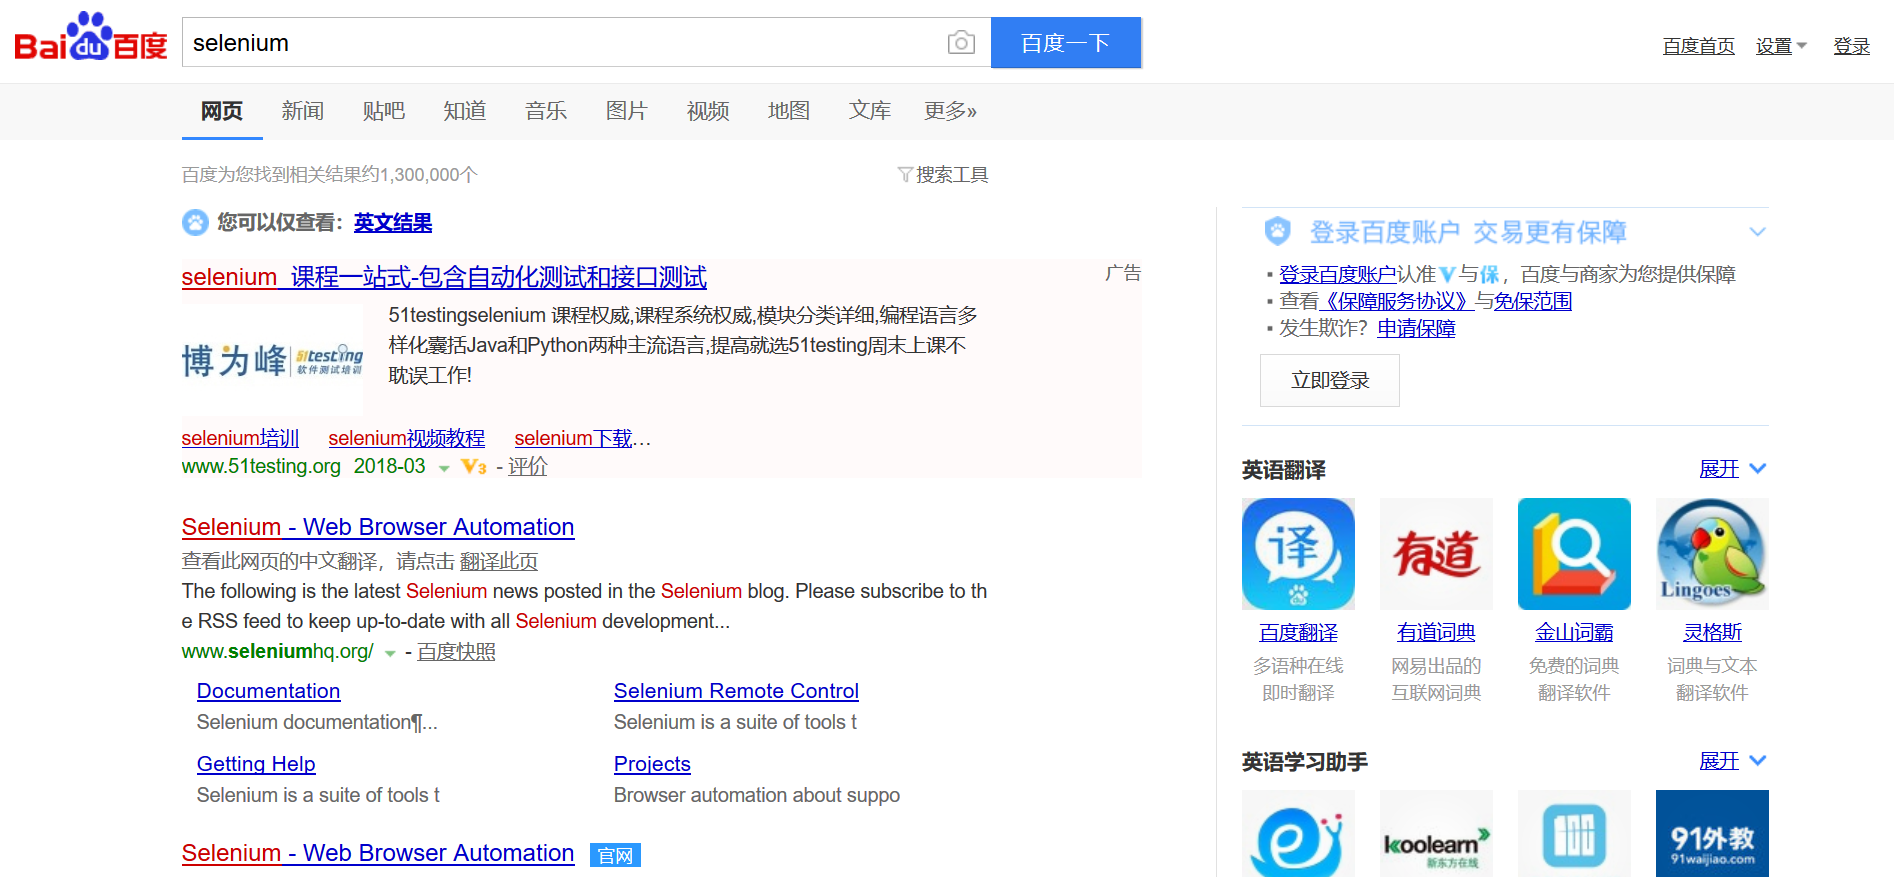 Bai du 百度
selenium
百度一下
百度首页 设置 登录
网页 新闻 贴吧 知道 音乐 图片 视频 地图 文库 更多»
百度为您找到相关结果约1,300,000个
搜索工具
您可以仅查看：英文结果
selenium 课程一站式-包含自动化测试和接口测试
广告
51testingselenium 课程权威,课程系统权威,模块分类详细,编程语言多
样化囊括Java和Python两种主流语言,提高就选51testing周末上课不
耽误工作!
博为峰 51testing
软件测试培训
selenium培训 selenium视频教程 selenium下载...
www.51testing.org 2018-03 V3 - 评价
Selenium - Web Browser Automation
查看此网页的中文翻译，请点击 翻译此页
The following is the latest Selenium news posted in the Selenium blog. Please subscribe to th
e RSS feed to keep up-to-date with all Selenium development...
www.seleniumhq.org/ - 百度快照
Documentation
Selenium documentation¶...
Selenium Remote Control
Selenium is a suite of tools t
Getting Help
Selenium is a suite of tools t
Projects
Browser automation about suppo
Selenium - Web Browser Automation 官网
登录百度账户 交易更有保障
▪ 登录百度账户认准V与保，百度与商家为您提供保障
▪ 查看《保障服务协议》与免保范围
▪ 发生欺诈？申请保障
立即登录
英语翻译 展开
译
有道
Lingoes
百度翻译 有道词典 金山词霸 灵格斯
多语种在线 网易出品的 免费的词典 词典与文本
即时翻译 互联网词典 翻译软件 翻译软件
英语学习助手 展开
koolearn
新东方在线
91外教
91waijiao.com